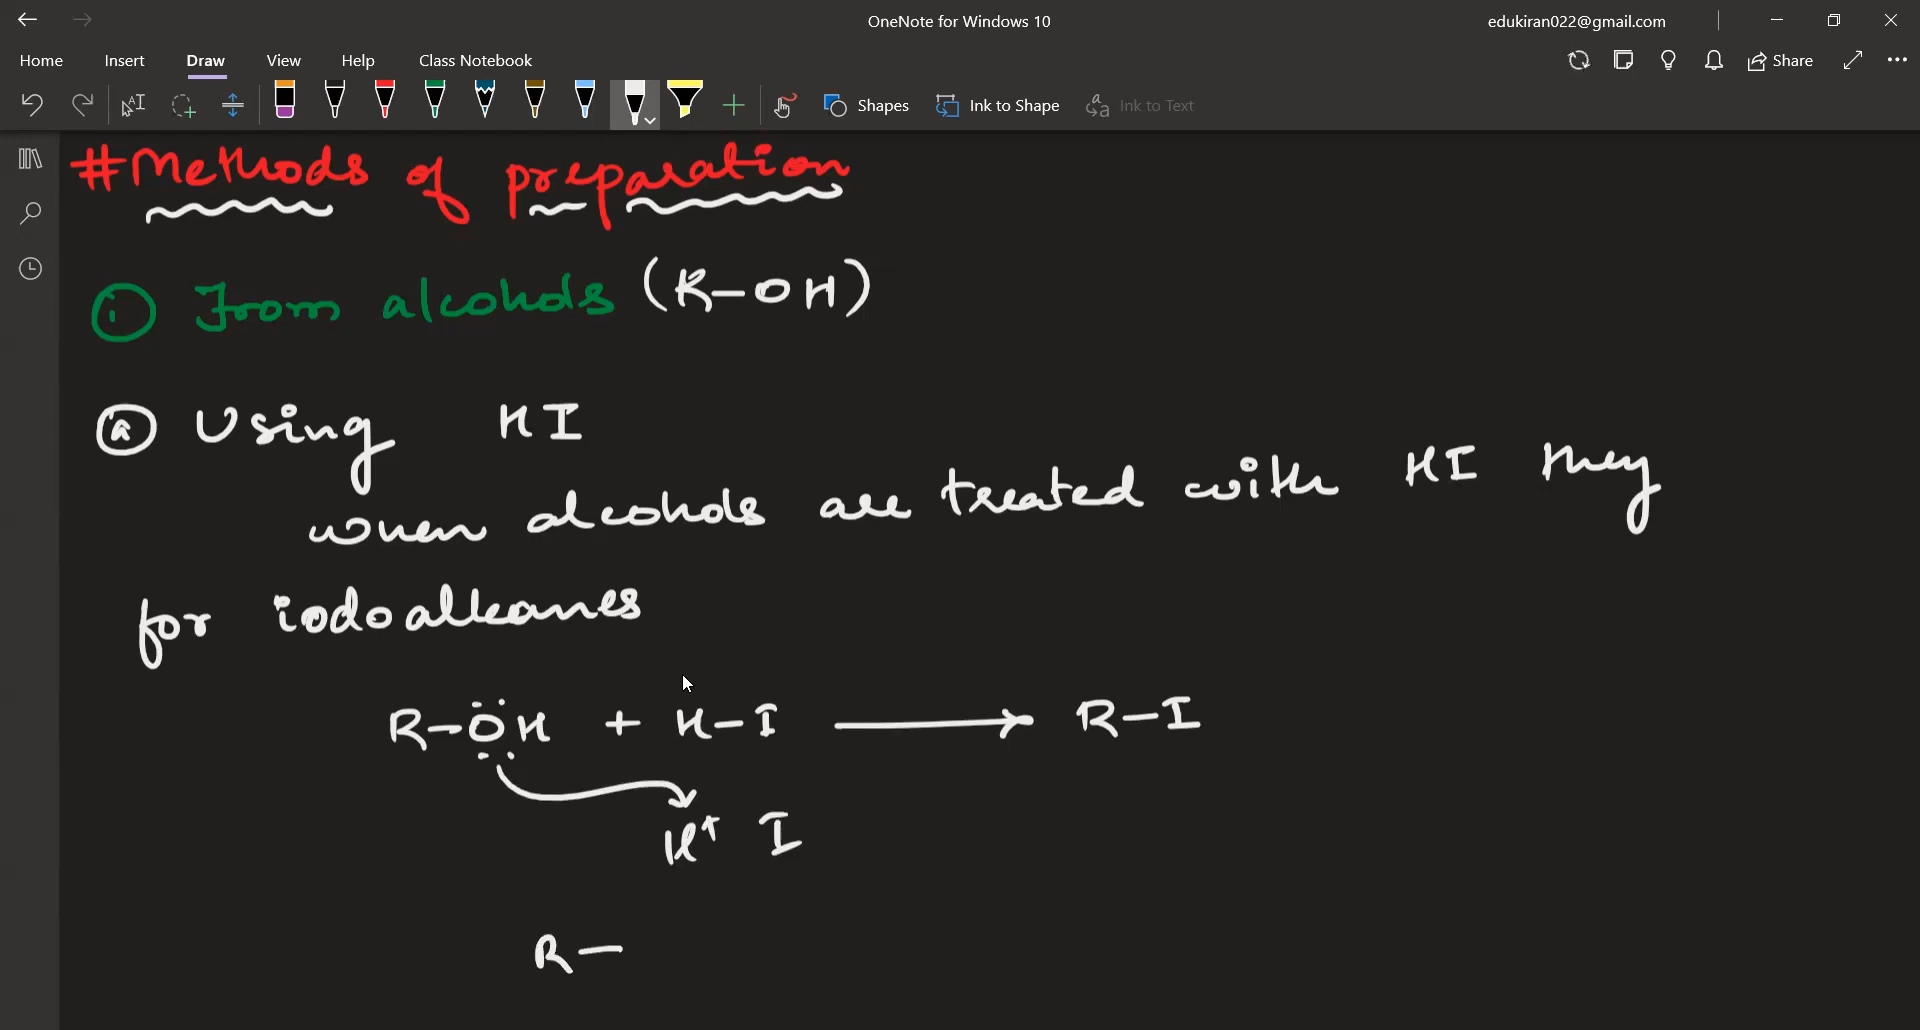 OneNote for Windows 10
edukiran022@gmail.com
Home Insert Draw View Help Class Notebook Share
Shapes Ink to Shape Ink to Text
#Methods of preparation
① From alcohols (R-OH)
ⓐ Using HI
when alcohols are treated with HI they
for iodoalkanes
R-ÖH + H-I ⟶ R-I
H⁺ I
R-